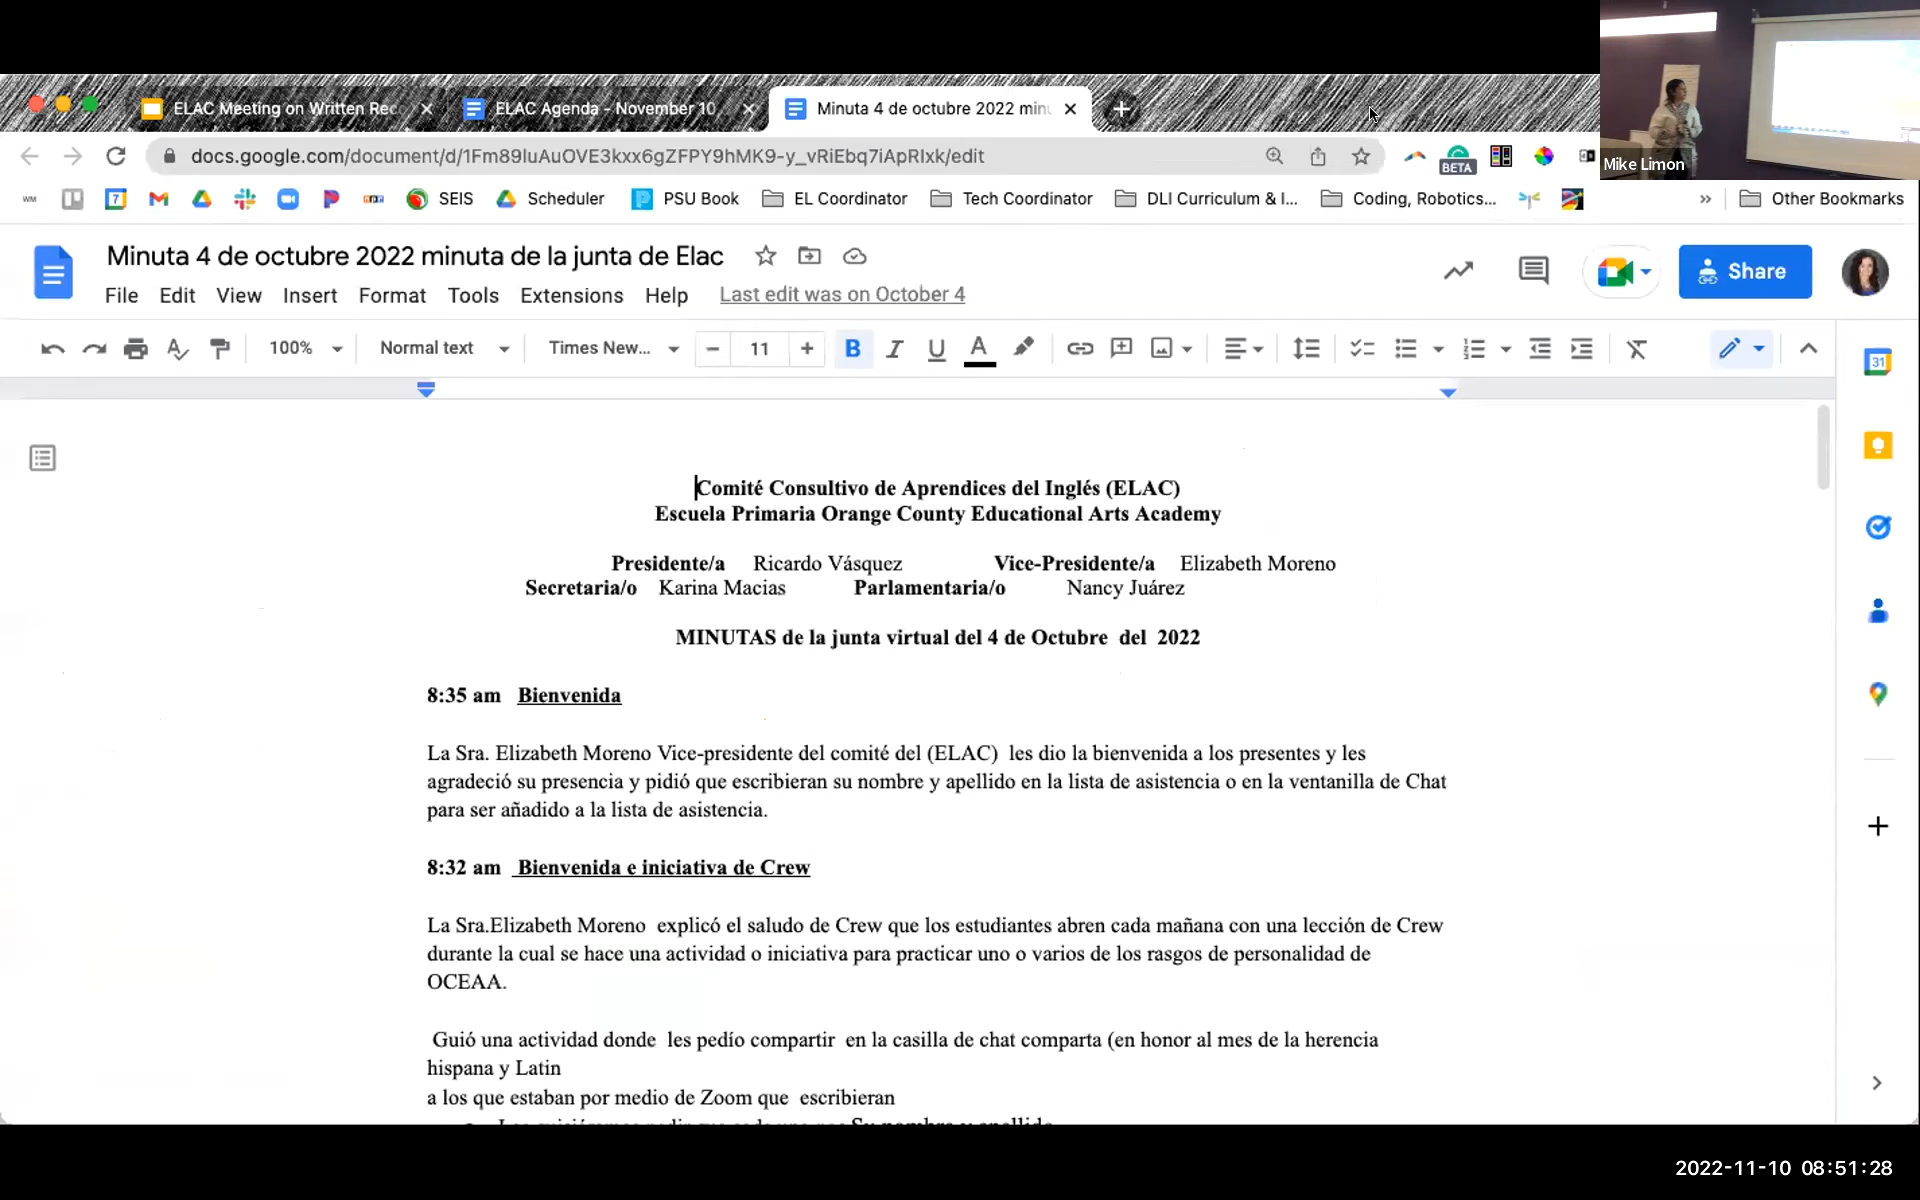 ELAC Meeting on Written Rec
ELAC Agenda - November 10
Minuta 4 de octubre 2022 min
docs.google.com/document/d/1Fm89luAuOVE3kxx6gZFPY9hMK9-y_vRiEbq7iApRIxk/edit
BETA
Mike Limon
WM
7
SEIS
Scheduler
PSU Book
EL Coordinator
Tech Coordinator
DLI Curriculum & I...
Coding, Robotics...
»
Other Bookmarks
Minuta 4 de octubre 2022 minuta de la junta de Elac
File Edit View Insert Format Tools Extensions Help Last edit was on October 4
Share
100% Normal text Times New... 11 B I U A
31
Comité Consultivo de Aprendices del Inglés (ELAC)
Escuela Primaria Orange County Educational Arts Academy
Presidente/a Ricardo Vásquez Vice-Presidente/a Elizabeth Moreno
Secretaria/o Karina Macias Parlamentaria/o Nancy Juárez
MINUTAS de la junta virtual del 4 de Octubre del 2022
8:35 am Bienvenida
La Sra. Elizabeth Moreno Vice-presidente del comité del (ELAC) les dio la bienvenida a los presentes y les
agradeció su presencia y pidió que escribieran su nombre y apellido en la lista de asistencia o en la ventanilla de Chat
para ser añadido a la lista de asistencia.
8:32 am Bienvenida e iniciativa de Crew
La Sra.Elizabeth Moreno explicó el saludo de Crew que los estudiantes abren cada mañana con una lección de Crew
durante la cual se hace una actividad o iniciativa para practicar uno o varios de los rasgos de personalidad de
OCEAA.
Guió una actividad donde les pedío compartir en la casilla de chat comparta (en honor al mes de la herencia
hispana y Latin
a los que estaban por medio de Zoom que escribieran
2022-11-10 08:51:28